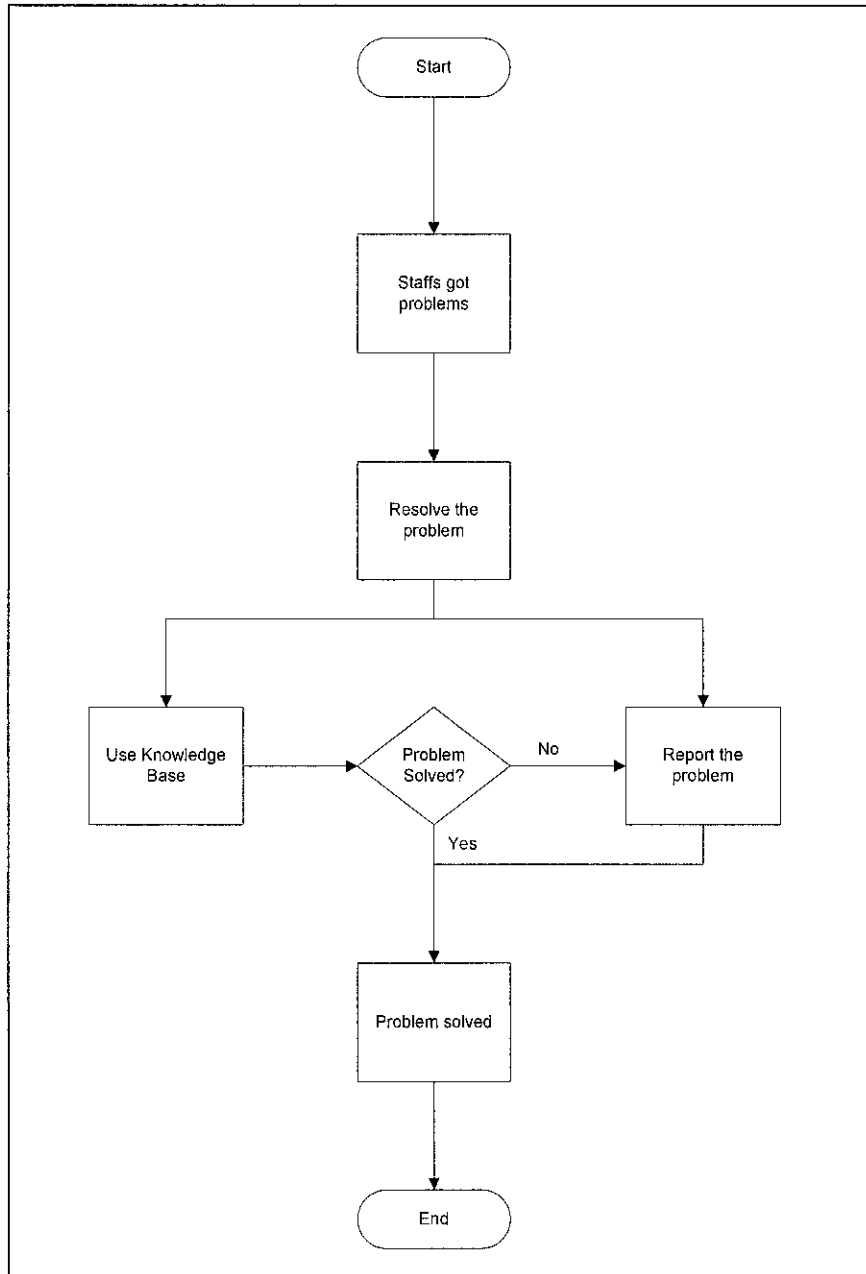 Start
Staffs got
problems
Resolve the
problem
Use Knowledge
Base
Problem
Solved?
No
Report the
problem
Yes
Problem solved
End